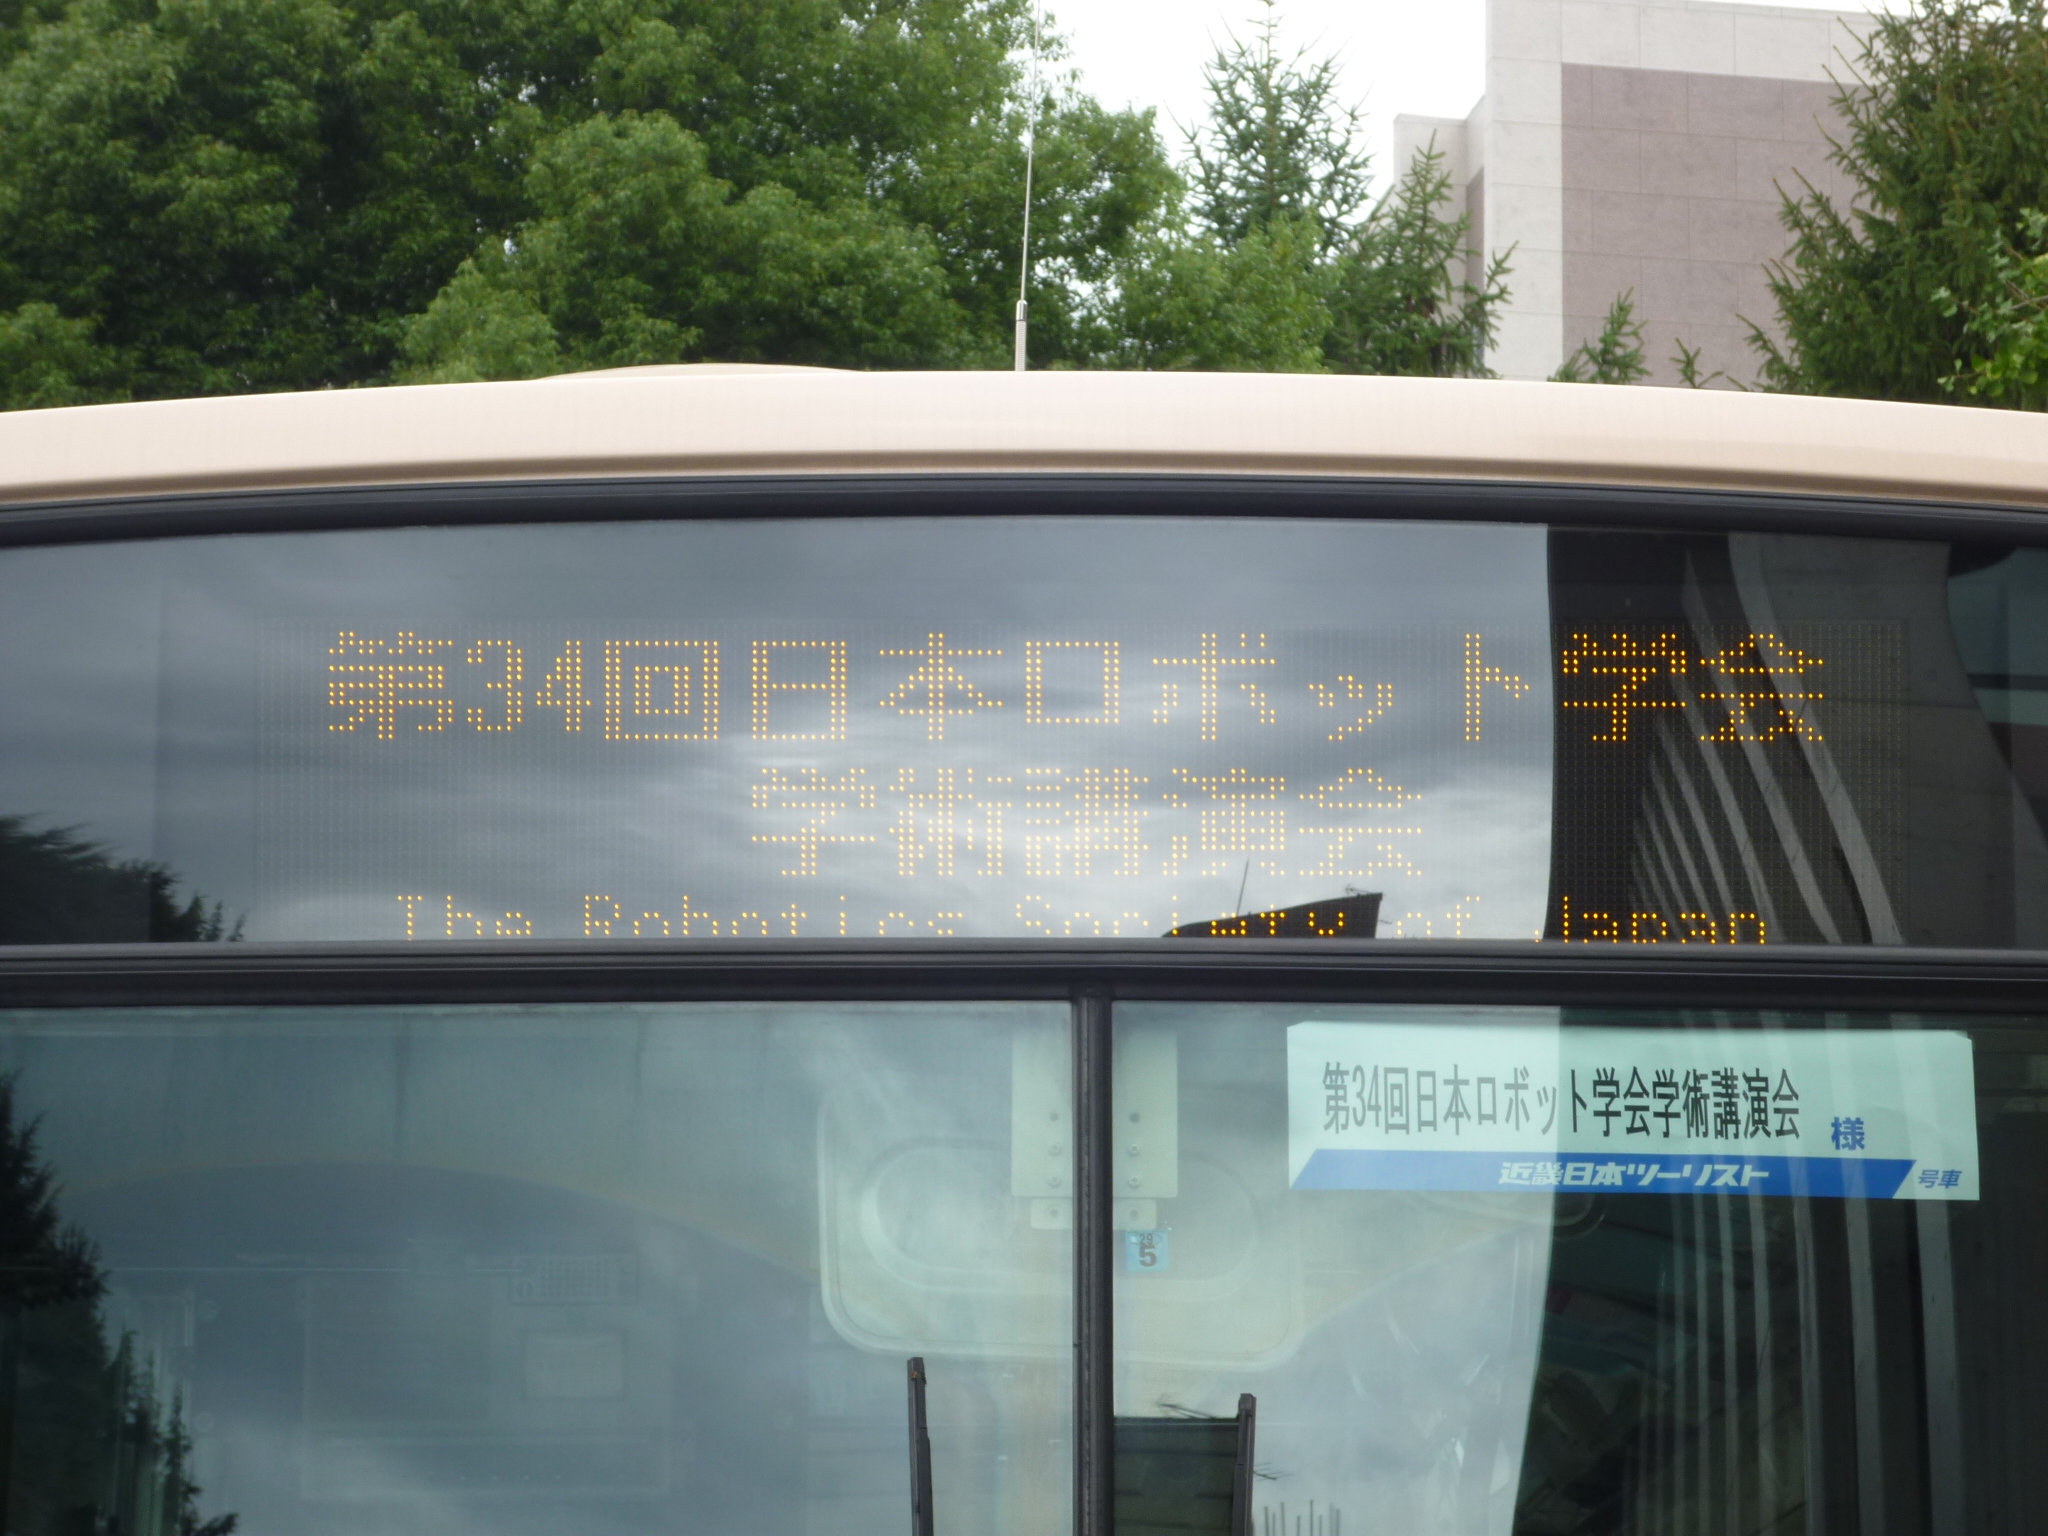 第34回日本ロボット学会
学術講演会
The Robotics Society of Japan
第34回日本ロボット学会学術講演会 様
近畿日本ツーリスト 号車
29
5